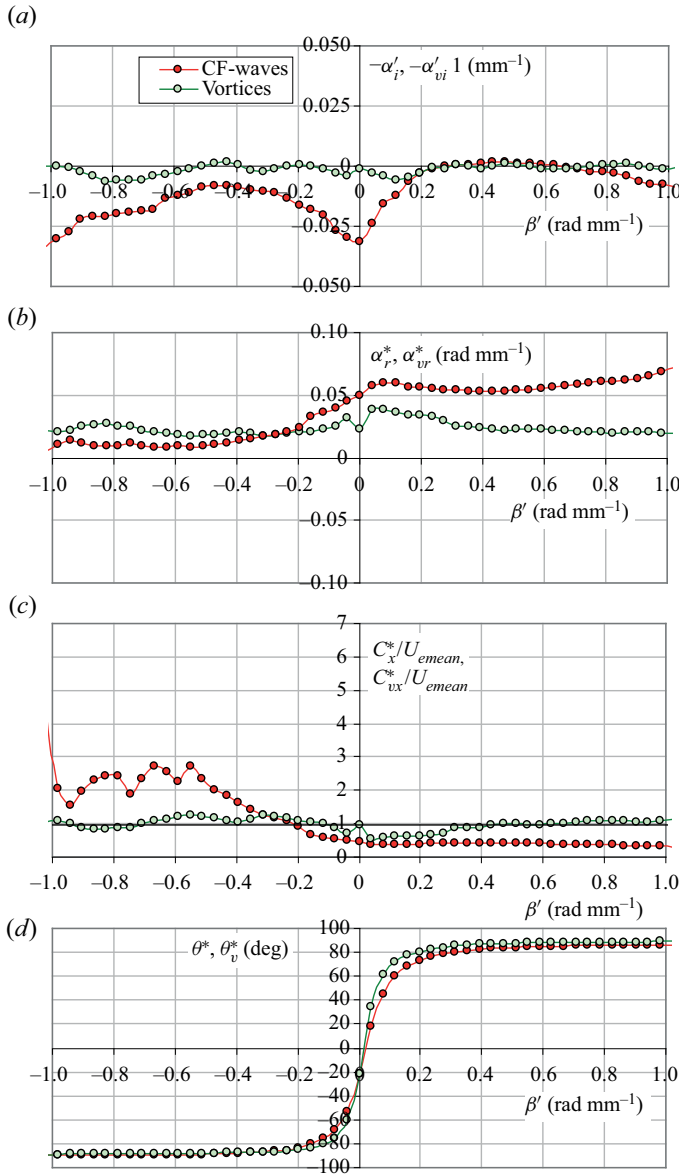 (a)
0.050
CF-waves
Vortices
−α′i, −α′vi 1 (mm−1)
0.025
0
−1.0 −0.8 −0.6 −0.4 −0.2 0 0.2 0.4 0.6 0.8 1.0
−0.025
β′ (rad mm−1)
−0.050
(b)
0.10
α*r, α*vr (rad mm−1)
0.05
0
−1.0 −0.8 −0.6 −0.4 −0.2 0 0.2 0.4 0.6 0.8 1.0
β′ (rad mm−1)
−0.05
−0.10
(c)
7
C*x/Uemean,
6
C*vx/Uemean
5
4
3
2
1
0
−1.0 −0.8 −0.6 −0.4 −0.2 0 0.2 0.4 0.6 0.8 1.0
β′ (rad mm−1)
(d)
100
θ*, θ*v (deg)
80
60
40
20
0
−1.0 −0.8 −0.6 −0.4 −0.2 0 0.2 0.4 0.6 0.8 1.0
−20
−40
β′ (rad mm−1)
−60
−80
−100